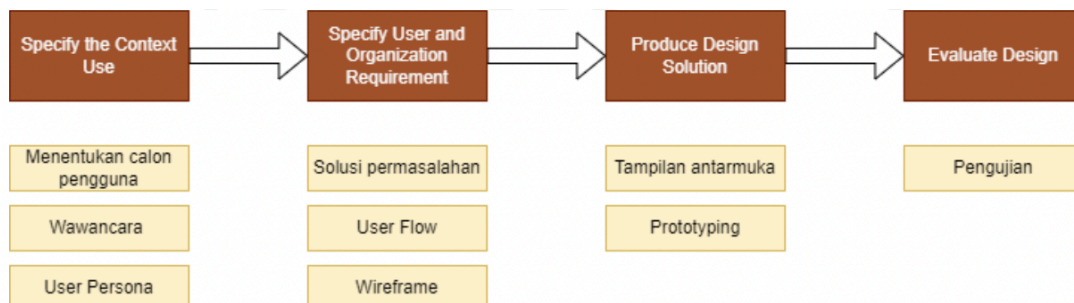 Specify the Context
Use
Specify User and
Organization
Requirement
Produce Design
Solution
Evaluate Design
Menentukan calon
pengguna
Solusi permasalahan
Tampilan antarmuka
Pengujian
Wawancara
User Flow
Prototyping
User Persona
Wireframe